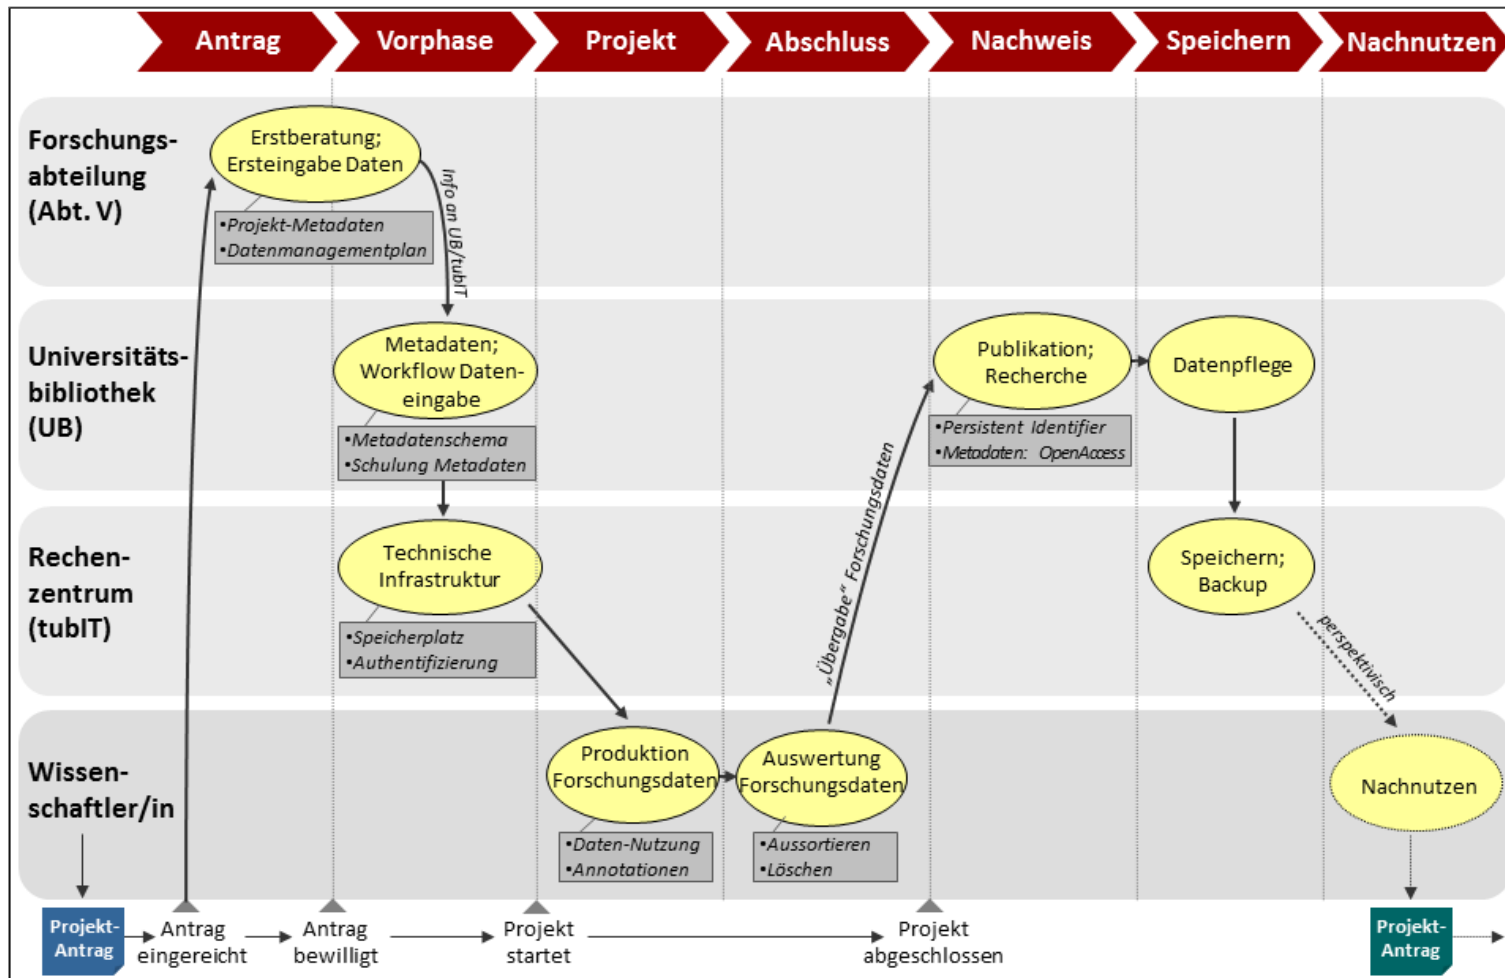 Antrag
Vorphase
Projekt
Abschluss
Nachweis
Speichern
Nachnutzen
Forschungs-
abteilung
(Abt. V)
Erstberatung;
Ersteingabe Daten
•Projekt-Metadaten
•Datenmanagementplan
Info an UB/tubIT
Universitäts-
bibliothek
(UB)
Metadaten;
Workflow Daten-
eingabe
•Metadatenschema
•Schulung Metadaten
Publikation;
Recherche
•Persistent Identifier
•Metadaten: OpenAccess
Datenpflege
Rechen-
zentrum
(tubIT)
Technische
Infrastruktur
•Speicherplatz
•Authentifizierung
„Übergabe“ Forschungsdaten
Speichern;
Backup
perspektivisch
Wissen-
schaftler/in
Produktion
Forschungsdaten
•Daten-Nutzung
•Annotationen
Auswertung
Forschungsdaten
•Aussortieren
•Löschen
Nachnutzen
Projekt-
Antrag
Antrag
eingereicht
Antrag
bewilligt
Projekt
startet
Projekt
abgeschlossen
Projekt-
Antrag